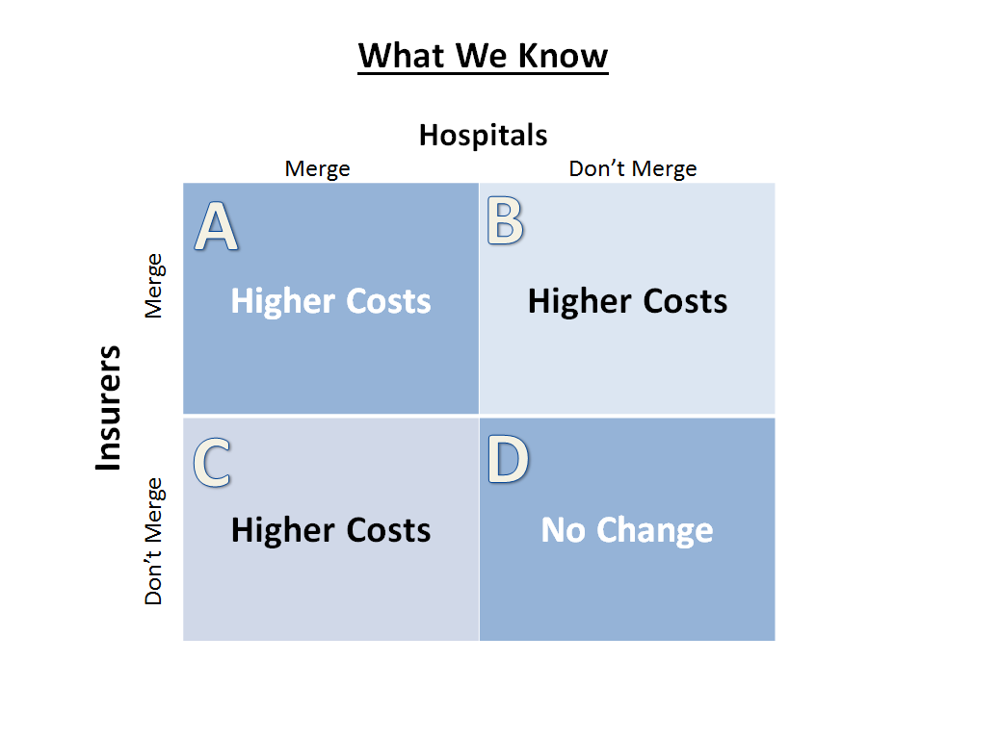 What We Know
Hospitals
Merge
Don't Merge
Insurers
Merge
A
Higher Costs
B
Higher Costs
Don't Merge
C
Higher Costs
D
No Change